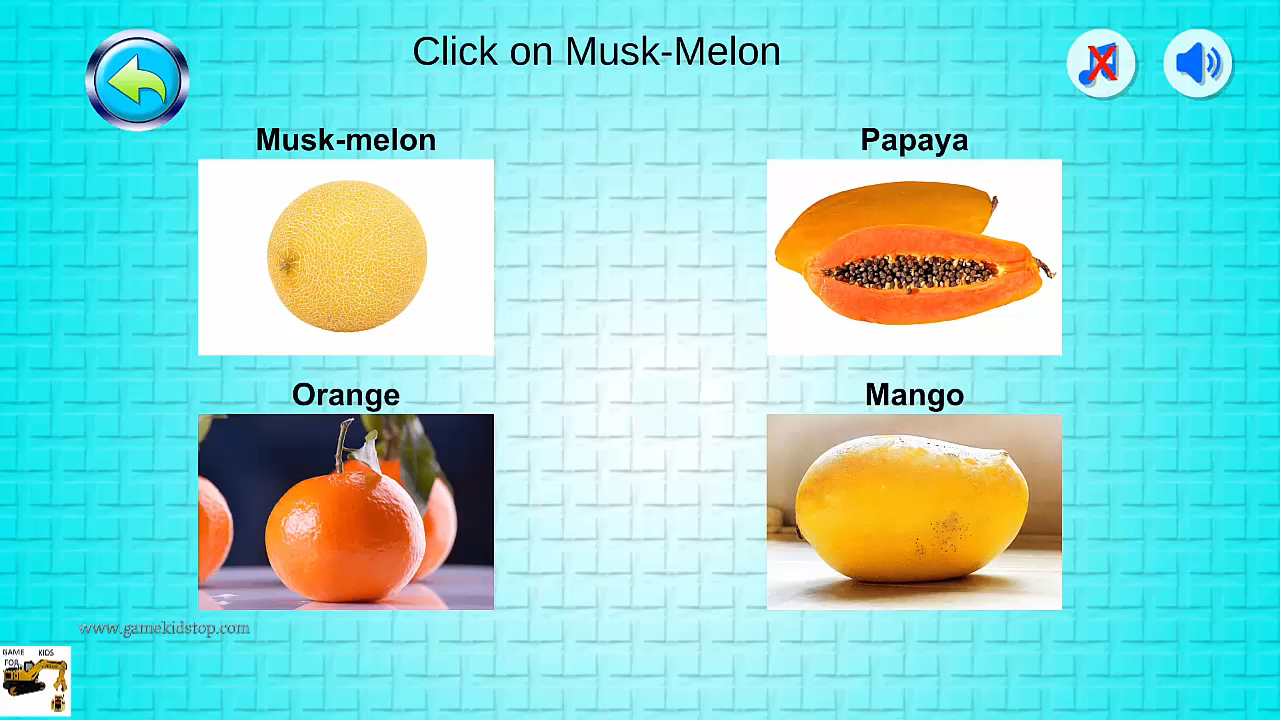 Click on Musk-Melon
Musk-melon
Papaya
Orange
Mango
www.gamekidstop.com
GAME KIDS
FOR